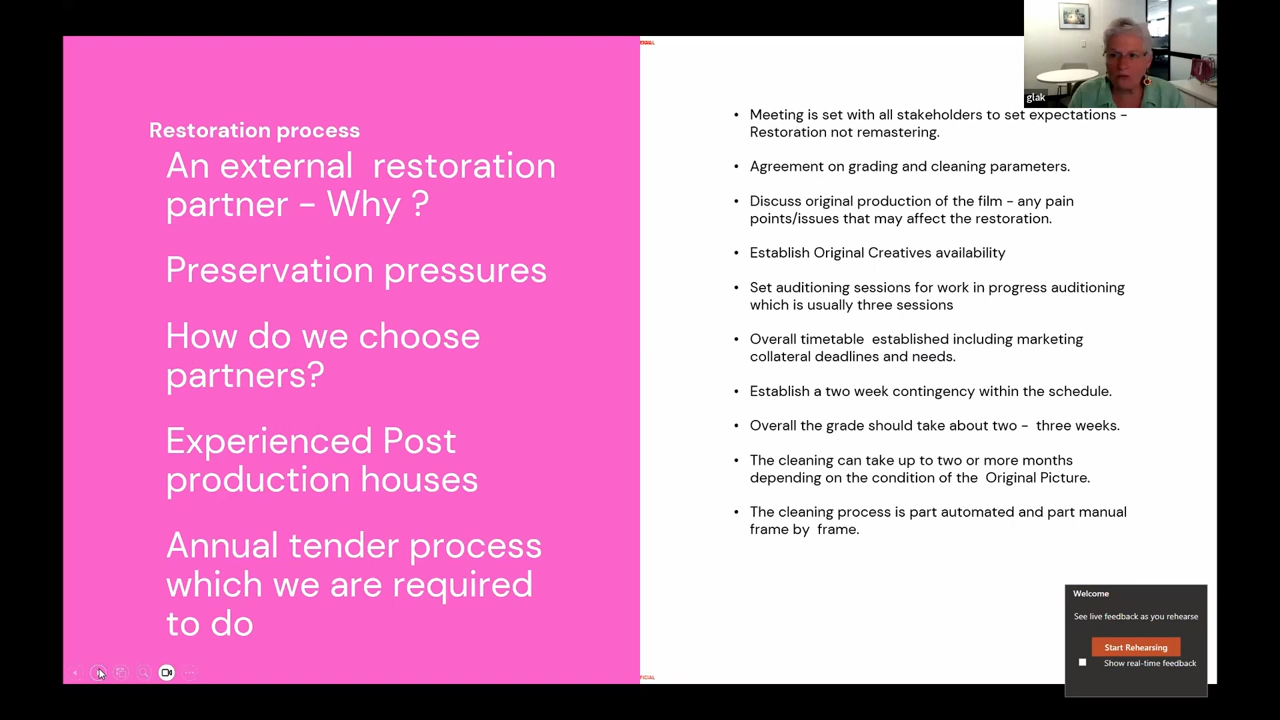 Restoration process
An external  restoration
partner – Why ?
Preservation pressures
How do we choose
partners?
Experienced Post
production houses
Annual tender process
which we are required
to do
glak
• Meeting is set with all stakeholders to set expectations –
Restoration not remastering.
• Agreement on grading and cleaning parameters.
• Discuss original production of the film – any pain
points/issues that may affect the restoration.
• Establish Original Creatives availability
• Set auditioning sessions for work in progress auditioning
which is usually three sessions
• Overall timetable  established including marketing
collateral deadlines and needs.
• Establish a two week contingency within the schedule.
• Overall the grade should take about two –  three weeks.
• The cleaning can take up to two or more months
depending on the condition of the  Original Picture.
• The cleaning process is part automated and part manual
frame by  frame.
Welcome
See live feedback as you rehearse
Start Rehearsing
Show real-time feedback
FICIAL